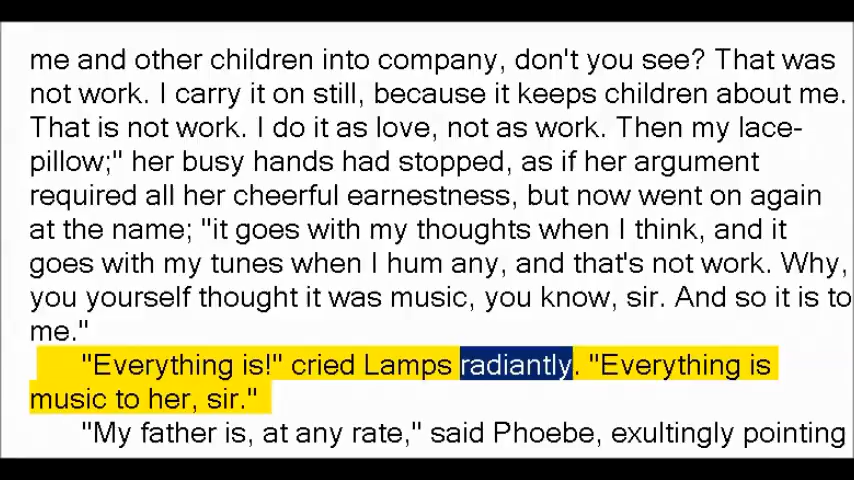 me and other children into company, don't you see? That was
not work. I carry it on still, because it keeps children about me.
That is not work. I do it as love, not as work. Then my lace-
pillow;" her busy hands had stopped, as if her argument
required all her cheerful earnestness, but now went on again
at the name; "it goes with my thoughts when I think, and it
goes with my tunes when I hum any, and that's not work. Why,
you yourself thought it was music, you know, sir. And so it is to
me."
"Everything is!" cried Lamps radiantly. "Everything is
music to her, sir."
"My father is, at any rate," said Phoebe, exultingly pointing